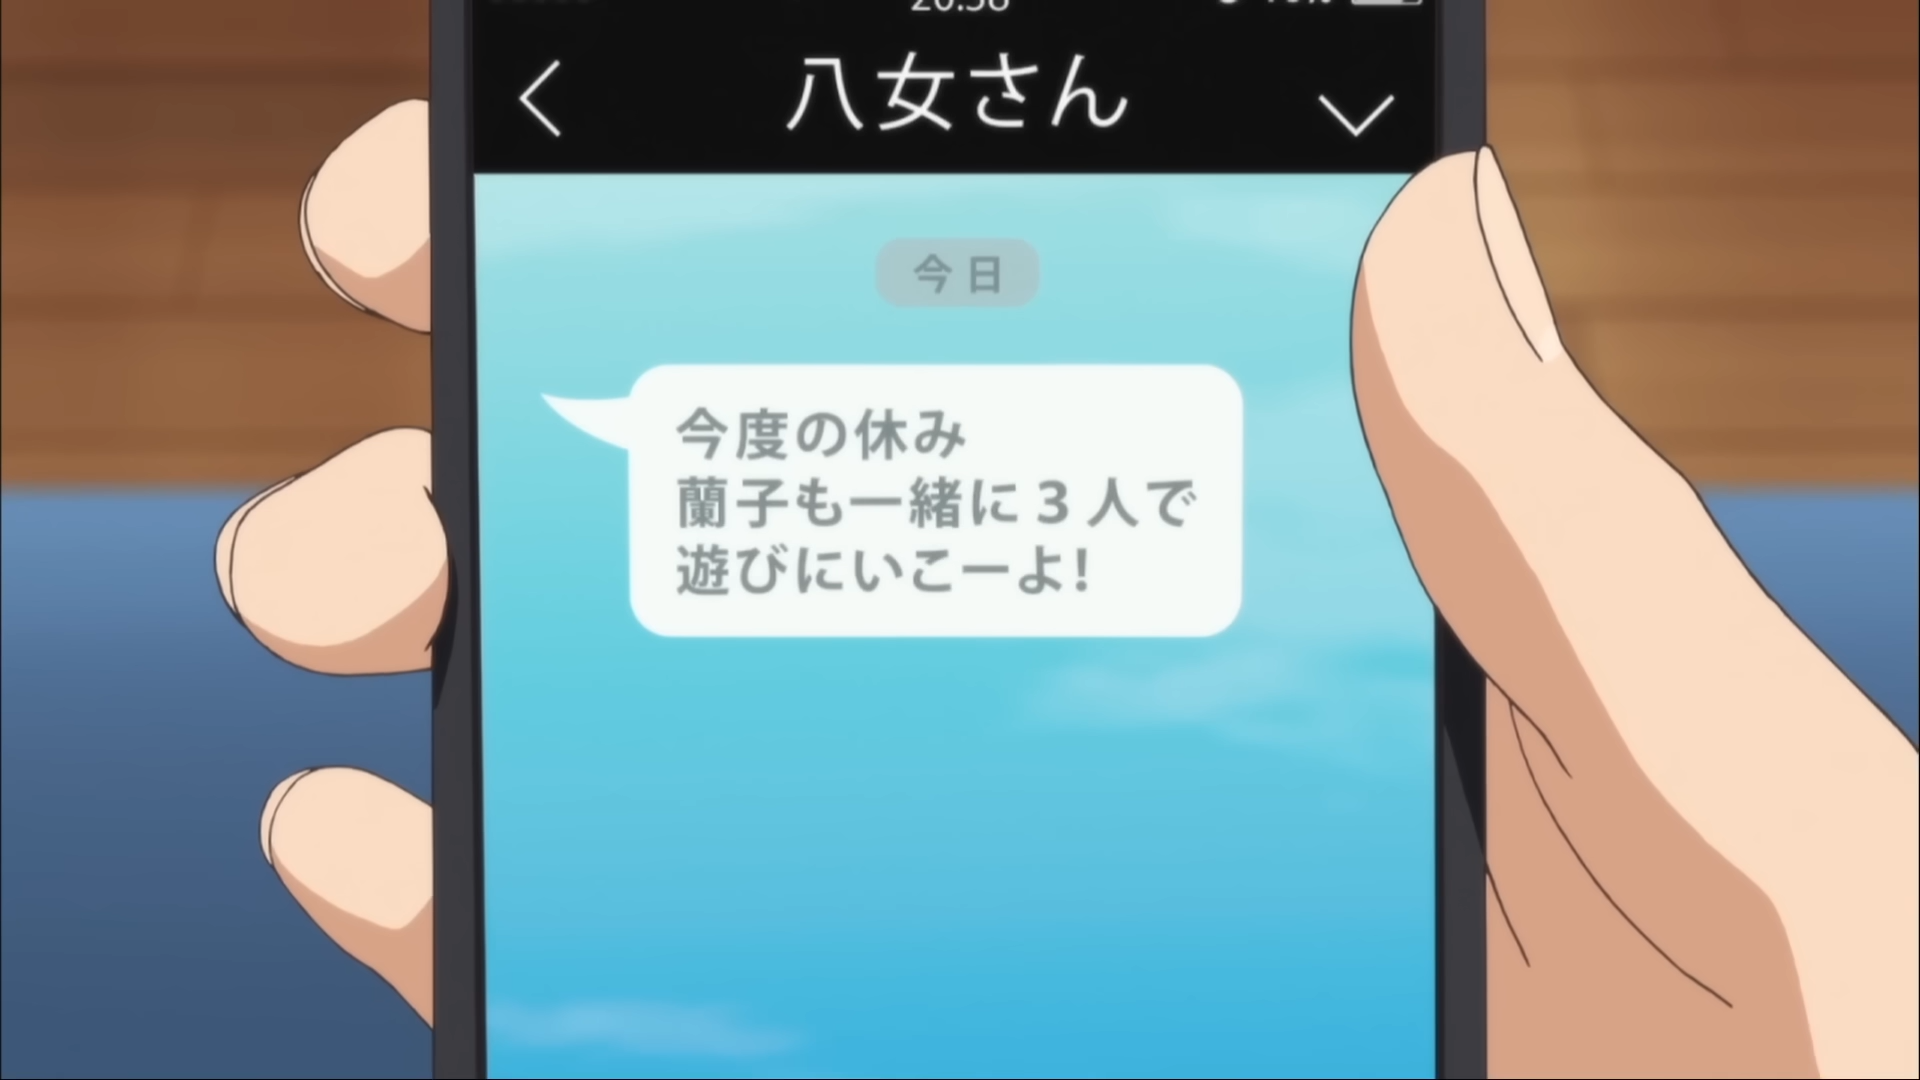 八女さん
今日
今度の休み
蘭子も一緒に3人で
遊びにいこーよ!